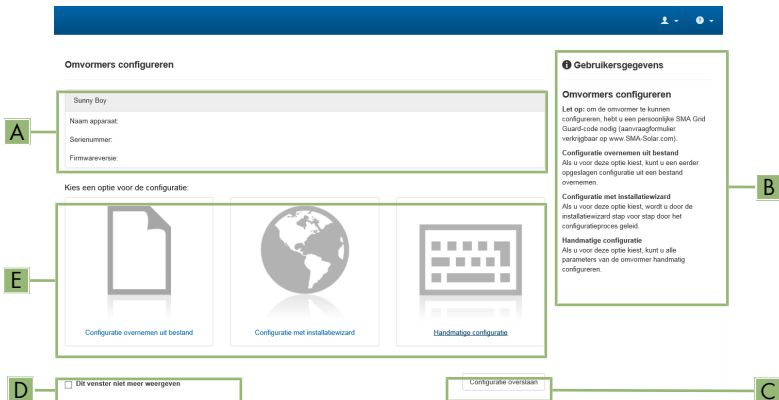 Omvormers configureren
Sunny Boy
Naam apparaat:
Serienummer:
Firmwareversie:
Kies een optie voor de configuratie:
Configuratie overnemen uit bestand
Configuratie met installatiewizard
Handmatige configuratie
Dit venster niet meer weergeven
Configuratie overslaan
Gebruikersgegevens
Omvormers configureren
Let op: om de omvormer te kunnen
configureren, hebt u een persoonlijke SMA Grid
Guard-code nodig (aanvraagformulier
verkrijgbaar op www.SMA-Solar.com).
Configuratie overnemen uit bestand
Als u voor deze optie kiest, kunt u een eerder
opgeslagen configuratie uit een bestand
overnemen.
Configuratie met installatiewizard
Als u voor deze optie kiest, wordt u door de
installatiewizard stap voor stap door het
configuratieproces geleid.
Handmatige configuratie
Als u voor deze optie kiest, kunt u alle
parameters van de omvormer handmatig
configureren.
A
B
E
D
C